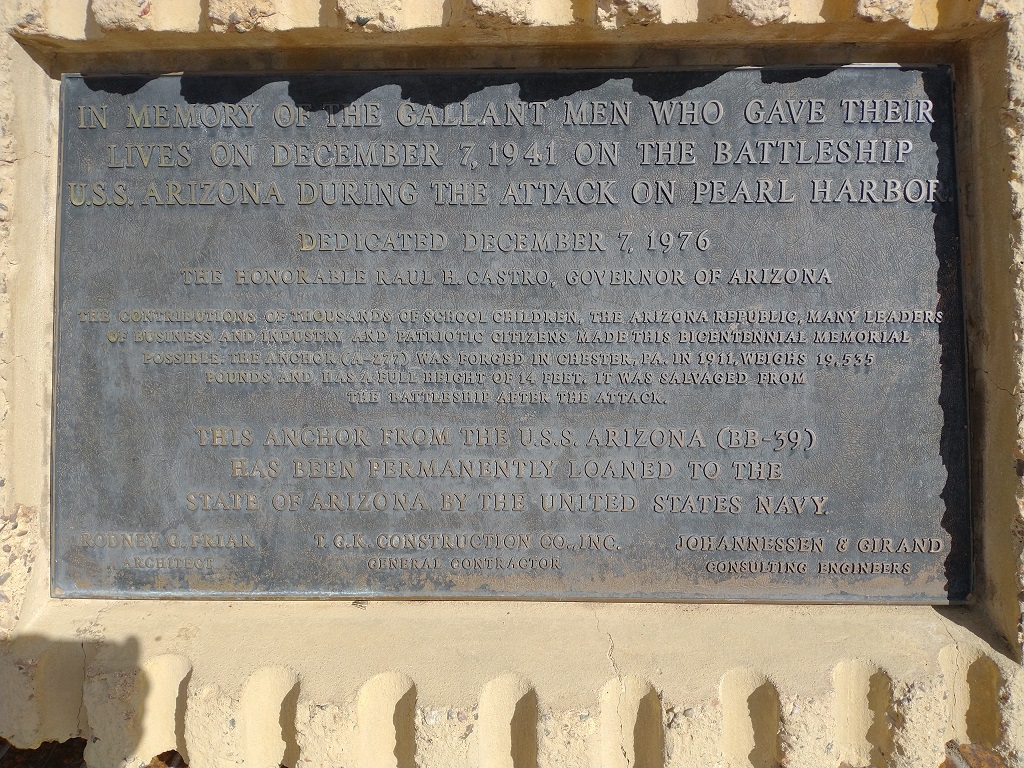 IN MEMORY OF THE GALLANT MEN WHO GAVE THEIR
LIVES ON DECEMBER 7, 1941 ON THE BATTLESHIP
U.S.S. ARIZONA DURING THE ATTACK ON PEARL HARBOR.
DEDICATED DECEMBER 7, 1976
THE HONORABLE RAUL H. CASTRO, GOVERNOR OF ARIZONA
THE CONTRIBUTIONS OF THOUSANDS OF SCHOOL CHILDREN, THE ARIZONA REPUBLIC, MANY LEADERS
OF BUSINESS AND INDUSTRY AND PATRIOTIC CITIZENS MADE THIS BICENTENNIAL MEMORIAL
POSSIBLE. THE ANCHOR (A-277) WAS FORGED IN CHESTER, PA. IN 1911, WEIGHS 19,535
POUNDS AND HAS A FULL HEIGHT OF 14 FEET. IT WAS SALVAGED FROM
THE BATTLESHIP AFTER THE ATTACK.
THIS ANCHOR FROM THE U.S.S. ARIZONA (BB-39)
HAS BEEN PERMANENTLY LOANED TO THE
STATE OF ARIZONA BY THE UNITED STATES NAVY.
RODNEY G. FRIAR T.G.K. CONSTRUCTION CO., INC. JOHANNESSEN & GIRAND
ARCHITECT GENERAL CONTRACTOR CONSULTING ENGINEERS